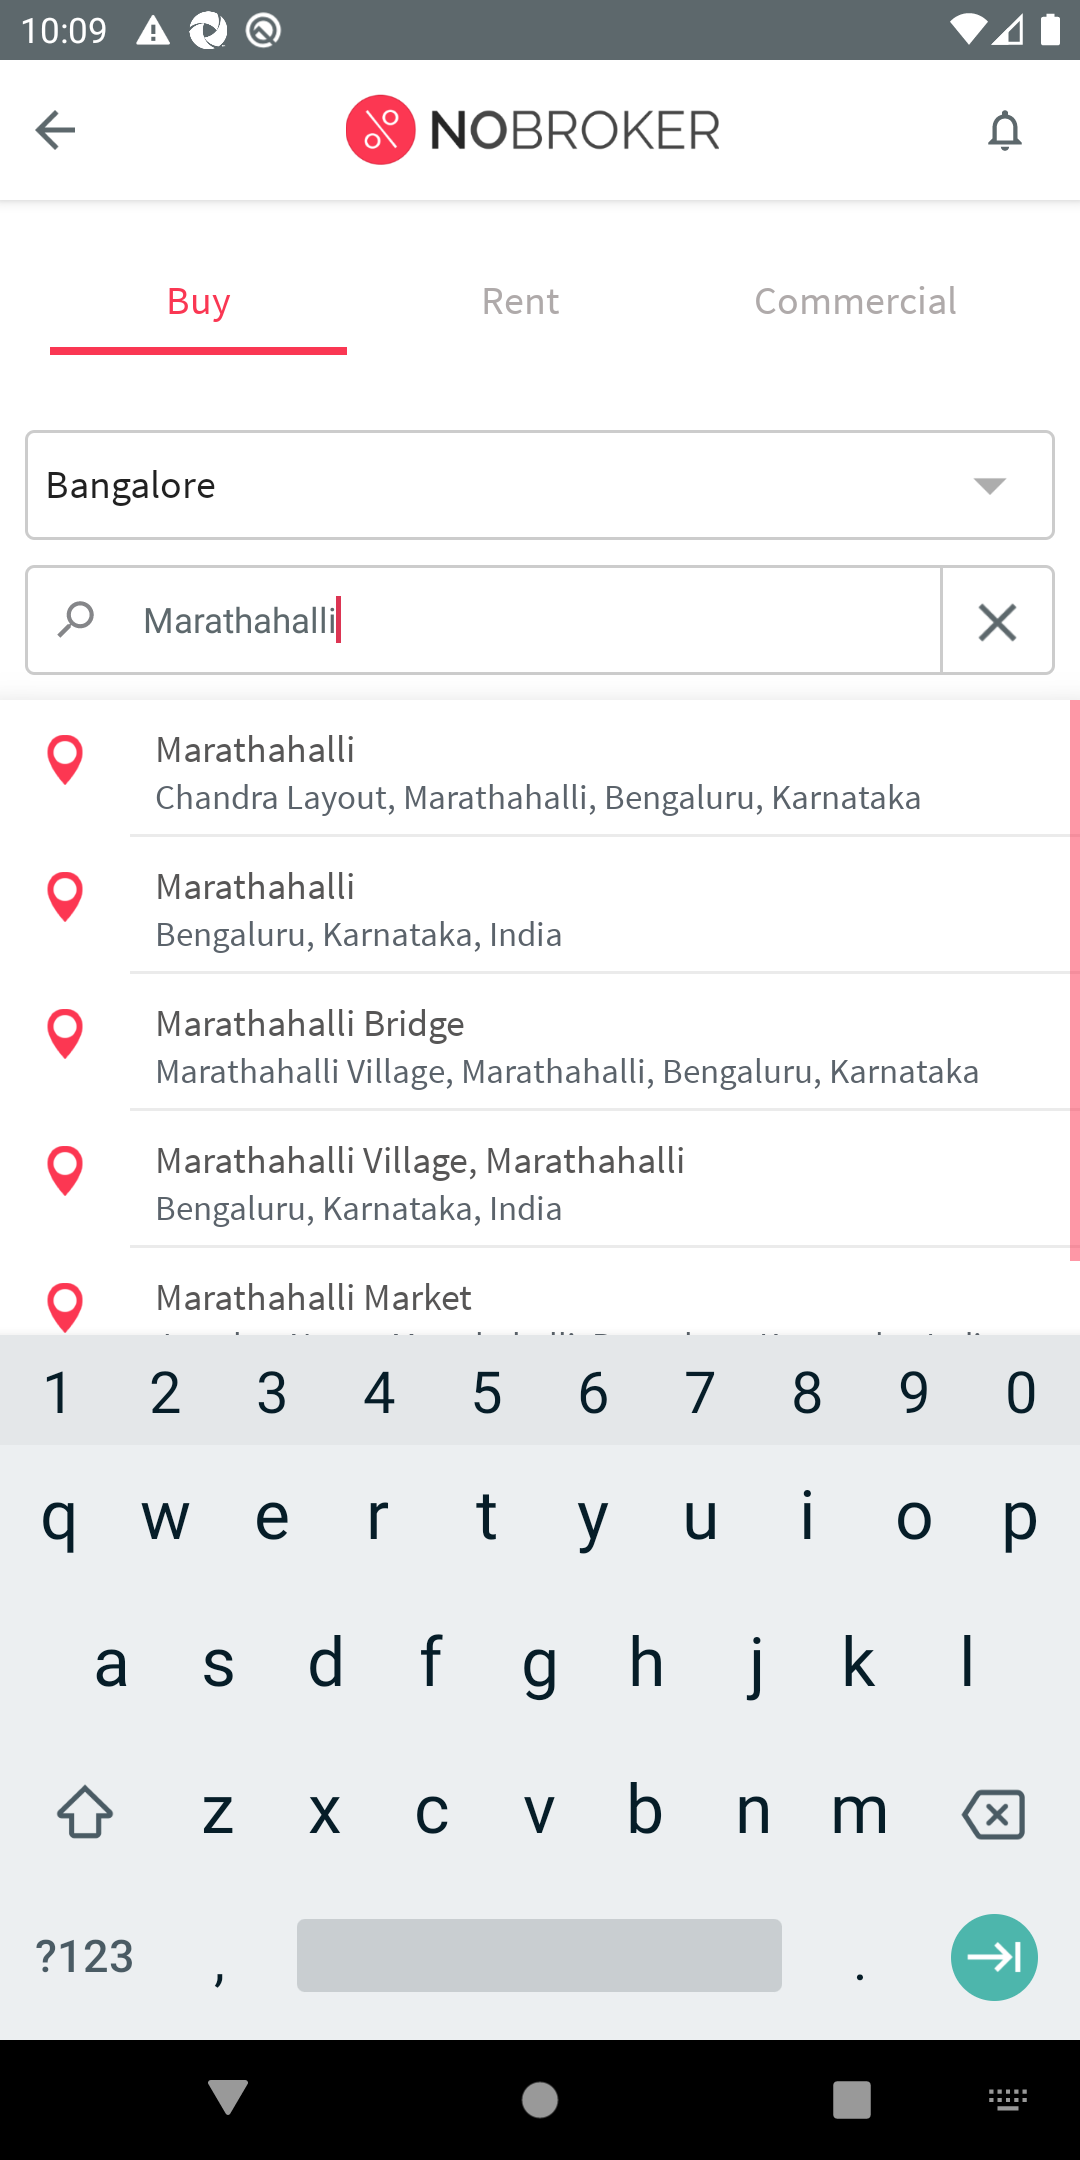 10:09
NOBROKER
Buy Rent Commercial
Bangalore
Marathahalli
Marathahalli
Chandra Layout, Marathahalli, Bengaluru, Karnataka
Marathahalli
Bengaluru, Karnataka, India
Marathahalli Bridge
Marathahalli Village, Marathahalli, Bengaluru, Karnataka
Marathahalli Village, Marathahalli
Bengaluru, Karnataka, India
Marathahalli Market
1 2 3 4 5 6 7 8 9 0
q w e r t y u i o p
a s d f g h j k l
z x c v b n m
?123 , .